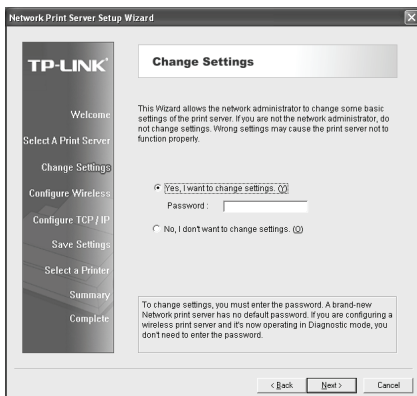 Network Print Server Setup Wizard
TP-LINK
Change Settings
Welcome
Select A Print Server
Change Settings
Configure Wireless
Configure TCP / IP
Save Settings
Select a Printer
Summary
Complete
This Wizard allows the network administrator to change some basic
settings of the print server. If you are not the network administrator, do
not change settings. Wrong settings may cause the print server not to
function properly.
Yes, I want to change settings. (Y)
Password :
No, I don't want to change settings. (O)
To change settings, you must enter the password. A brand-new
Network print server has no default password. If you are configuring a
wireless print server and it's now operating in Diagnostic mode, you
don't need to enter the password.
< Back
Next >
Cancel